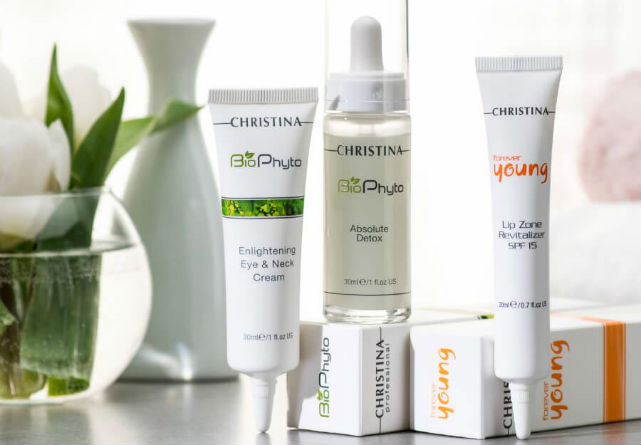 CHRISTINA
BioPhyto
Enlightening
Eye & Neck
Cream
30ml℮/1 fl.oz US
CHRISTINA
BioPhyto
Absolute
Detox
30ml℮/1 fl.oz US
CHRISTINA
forever
young
Lip Zone
Revitalizer
SPF 15
20ml℮/0.7 fl.oz US
BioPhyto
CHRISTINA
professional
forever
young
forever
young